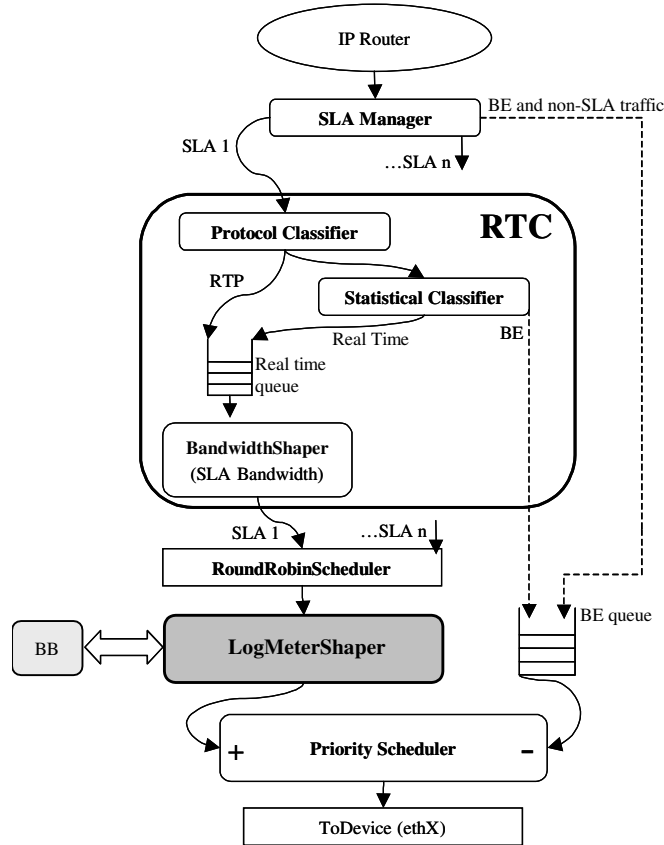 IP Router
BE and non-SLA traffic
SLA Manager
SLA 1
…SLA n
RTC
Protocol Classifier
RTP
Statistical Classifier
Real Time
BE
Real time
queue
BandwidthShaper
(SLA Bandwidth)
SLA 1
…SLA n
RoundRobinScheduler
BE queue
BB
LogMeterShaper
+ Priority Scheduler -
ToDevice (ethX)